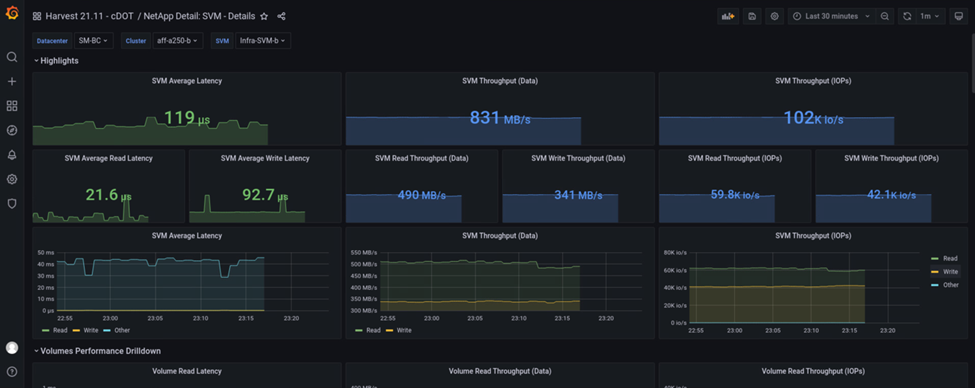 Harvest 21.11 - cDOT / NetApp Detail: SVM - Details
Last 30 minutes
1m
Datacenter SM-BC Cluster aff-a250-b SVM Infra-SVM-b
Highlights
SVM Average Latency
119 µs
SVM Throughput (Data)
831 MB/s
SVM Throughput (IOPs)
102K Io/s
SVM Average Read Latency
21.6 µs
SVM Average Write Latency
92.7 µs
SVM Read Throughput (Data)
490 MB/s
SVM Write Throughput (Data)
341 MB/s
SVM Read Throughput (IOPs)
59.8K Io/s
SVM Write Throughput (IOPs)
42.1K Io/s
SVM Average Latency
50 ms
40 ms
30 ms
20 ms
10 ms
0 µs
22:55 23:00 23:05 23:10 23:15 23:20
Read Write Other
SVM Throughput (Data)
550 MB/s
500 MB/s
450 MB/s
400 MB/s
350 MB/s
300 MB/s
22:55 23:00 23:05 23:10 23:15 23:20
Read Write
SVM Throughput (IOPs)
80K io/s
60K io/s
40K io/s
20K io/s
0 io/s
22:55 23:00 23:05 23:10 23:15 23:20
Read
Write
Other
Volumes Performance Drilldown
Volume Read Latency
Volume Read Throughput (Data)
Volume Read Throughput (IOPs)